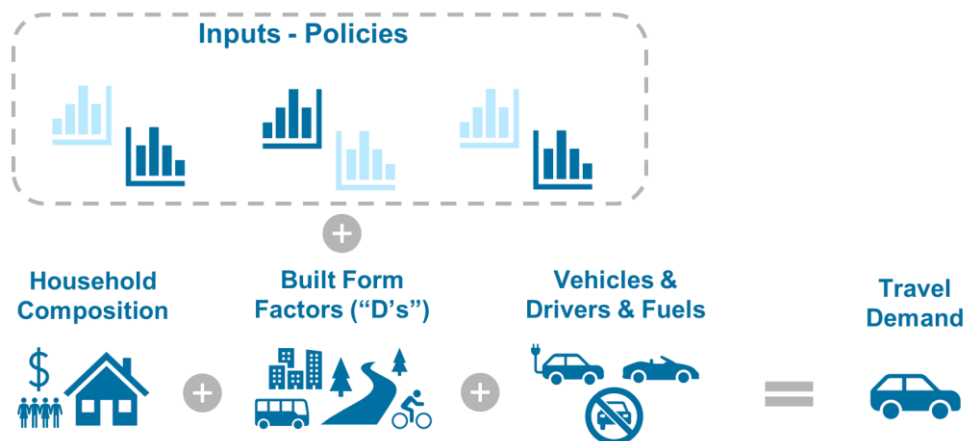 Inputs - Policies
Household
Composition
Built Form
Factors (“D’s”)
Vehicles &
Drivers & Fuels
Travel
Demand
$